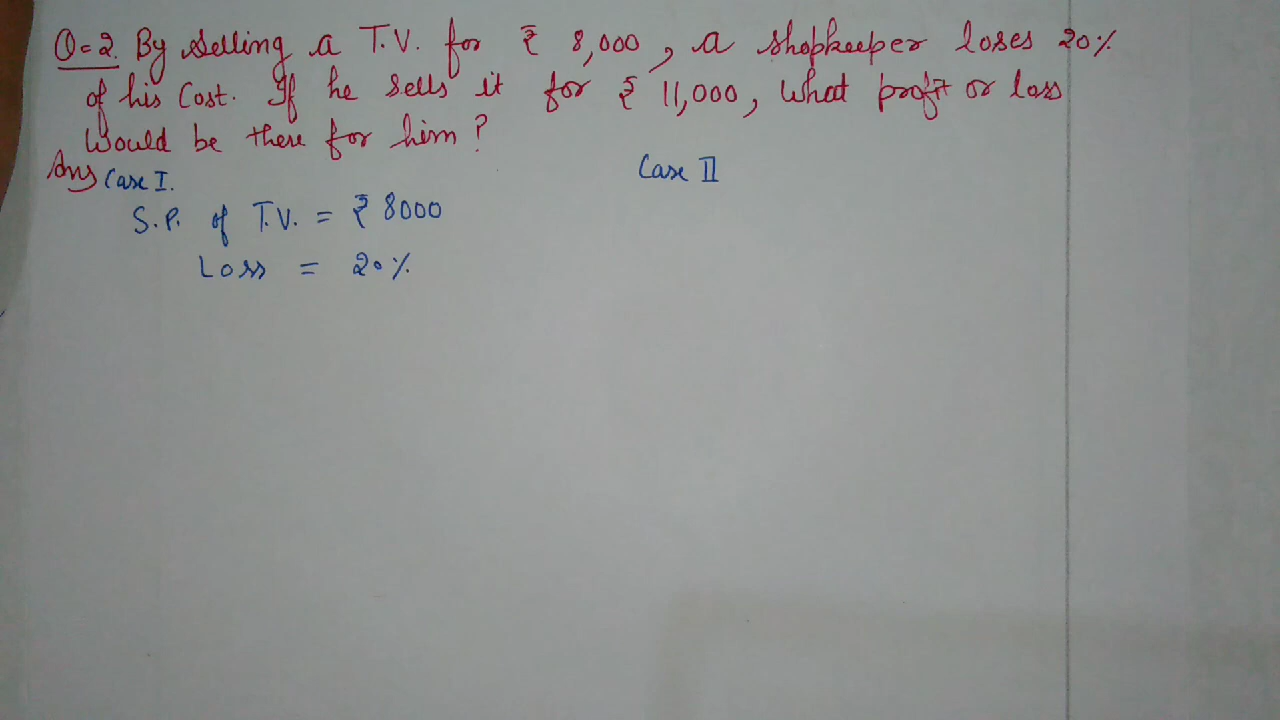 Q=2. By Selling a T.V. for ₹ 8,000, a shopkeeper loses 20%
of his Cost. If he sells it for ₹ 11,000, What profit or loss
Would be there for him?
Ans Case I.
S.P. of T.V. = ₹ 8000
Loss = 20%
Case II